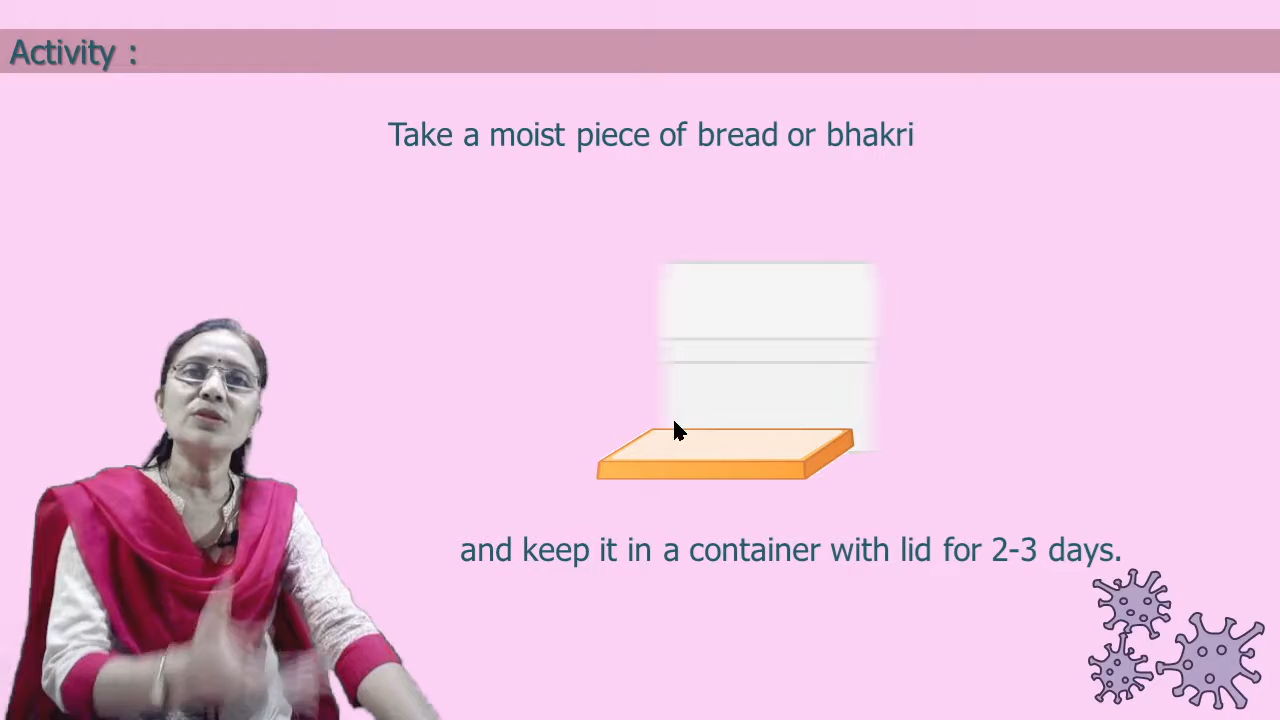 Activity :
Take a moist piece of bread or bhakri
and keep it in a container with lid for 2-3 days.